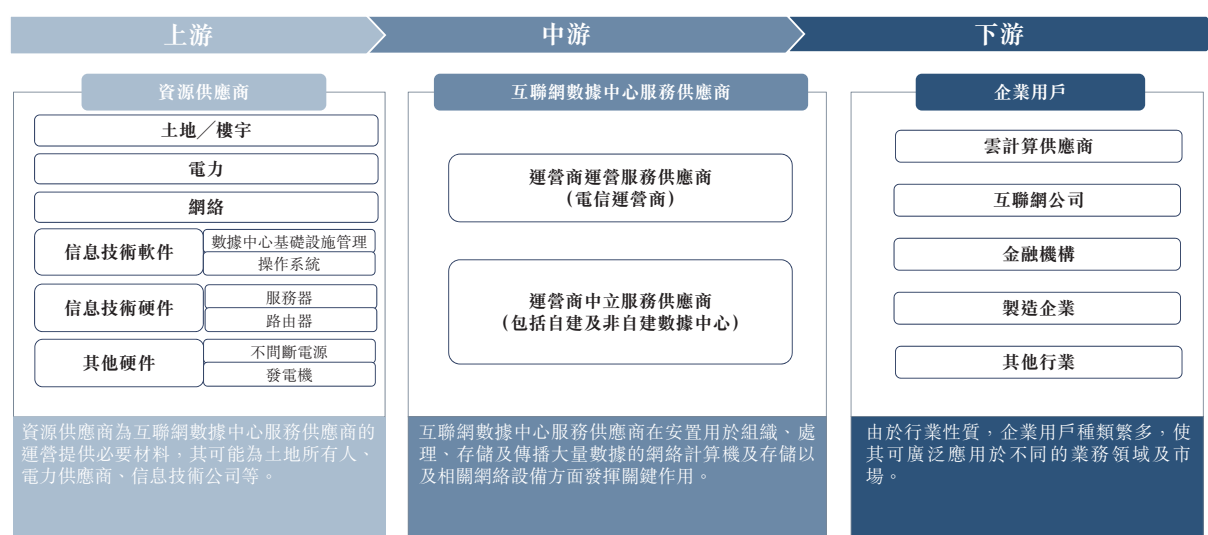 上游
中游
下游
資源供應商
土地╱樓宇
電力
網絡
信息技術軟件
數據中心基礎設施管理
操作系統
信息技術硬件
服務器
路由器
其他硬件
不間斷電源
發電機
資源供應商為互聯網數據中心服務供應商的
運營提供必要材料，其可能為土地所有人、
電力供應商、信息技術公司等。
互聯網數據中心服務供應商
運營商運營服務供應商
(電信運營商)
運營商中立服務供應商
(包括自建及非自建數據中心)
互聯網數據中心服務供應商在安置用於組織、處
理、存儲及傳播大量數據的網絡計算機及存儲以
及相關網絡設備方面發揮關鍵作用。
企業用戶
雲計算供應商
互聯網公司
金融機構
製造企業
其他行業
由於行業性質，企業用戶種類繁多，使
其可廣泛應用於不同的業務領域及市
場。